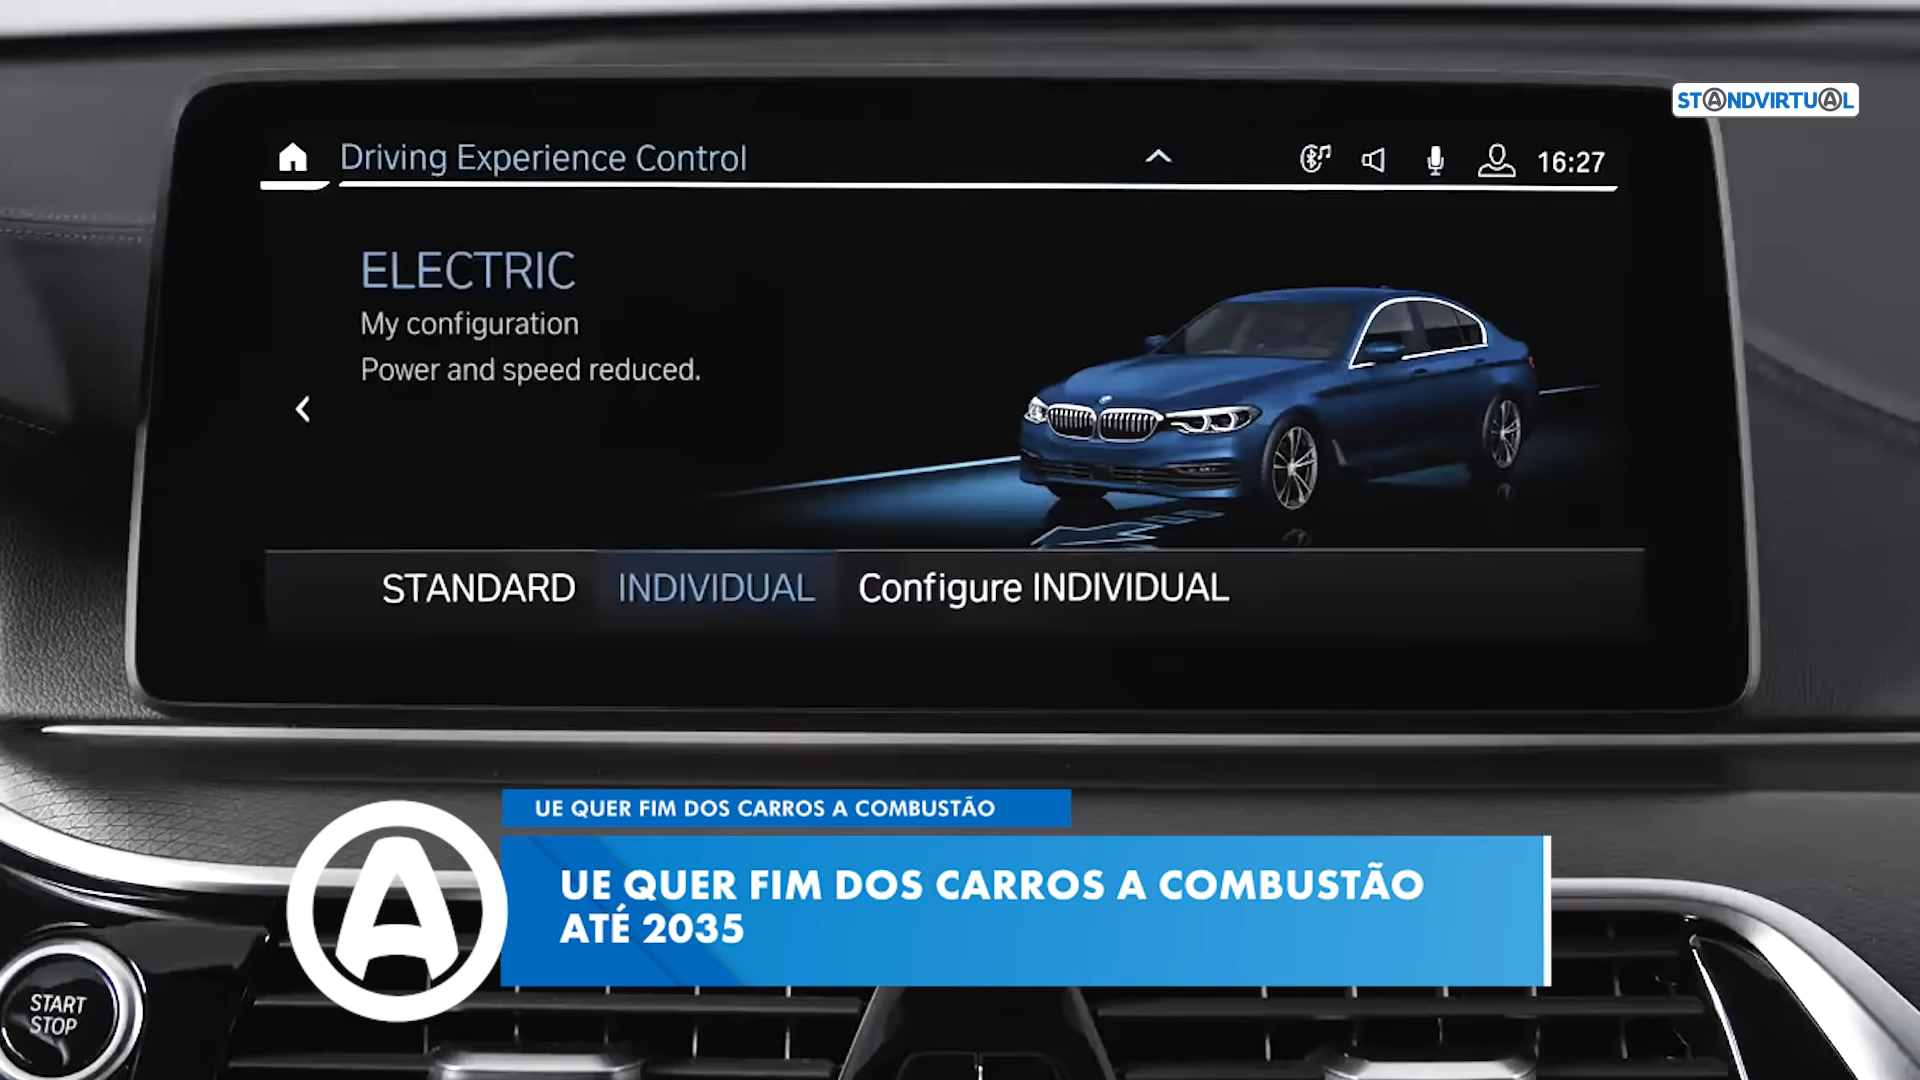 STANDVIRTUAL
Driving Experience Control
16:27
ELECTRIC
My configuration
Power and speed reduced.
STANDARD INDIVIDUAL Configure INDIVIDUAL
UE QUER FIM DOS CARROS A COMBUSTÃO
UE QUER FIM DOS CARROS A COMBUSTÃO
ATÉ 2035
A
START
STOP